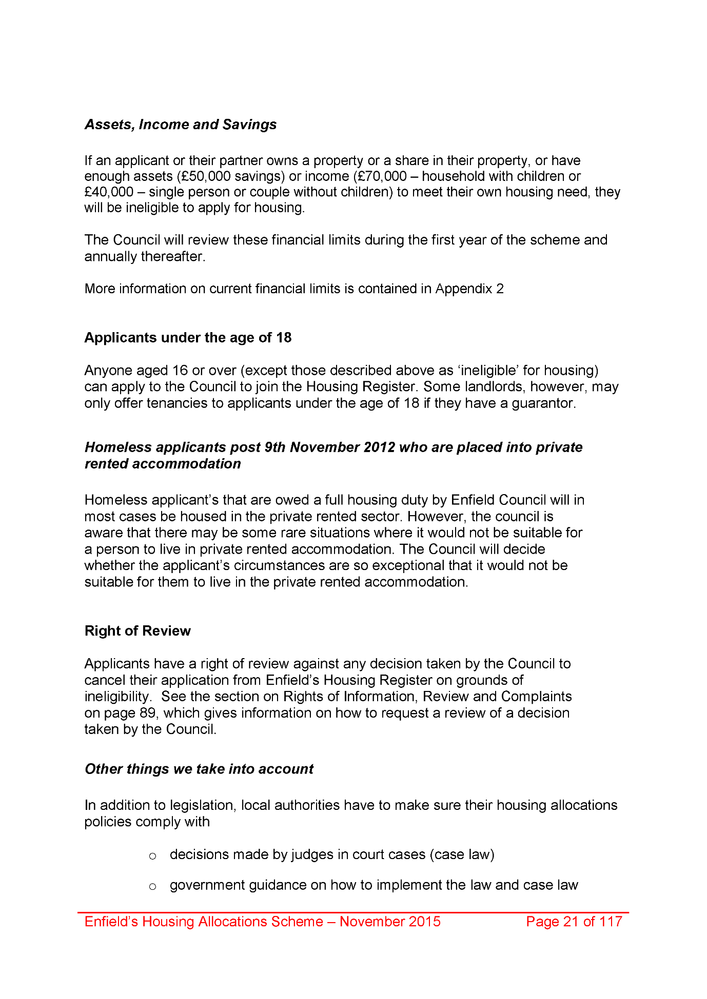 Assets, Income and Savings
If an applicant or their partner owns a property or a share in their property, or have
enough assets (£50,000 savings) or income (£70,000 – household with children or
£40,000 – single person or couple without children) to meet their own housing need, they
will be ineligible to apply for housing.
The Council will review these financial limits during the first year of the scheme and
annually thereafter.
More information on current financial limits is contained in Appendix 2
Applicants under the age of 18
Anyone aged 16 or over (except those described above as ‘ineligible’ for housing)
can apply to the Council to join the Housing Register. Some landlords, however, may
only offer tenancies to applicants under the age of 18 if they have a guarantor.
Homeless applicants post 9th November 2012 who are placed into private
rented accommodation
Homeless applicant’s that are owed a full housing duty by Enfield Council will in
most cases be housed in the private rented sector. However, the council is
aware that there may be some rare situations where it would not be suitable for
a person to live in private rented accommodation. The Council will decide
whether the applicant’s circumstances are so exceptional that it would not be
suitable for them to live in the private rented accommodation.
Right of Review
Applicants have a right of review against any decision taken by the Council to
cancel their application from Enfield’s Housing Register on grounds of
ineligibility.  See the section on Rights of Information, Review and Complaints
on page 89, which gives information on how to request a review of a decision
taken by the Council.
Other things we take into account
In addition to legislation, local authorities have to make sure their housing allocations
policies comply with
o decisions made by judges in court cases (case law)
o government guidance on how to implement the law and case law
Enfield’s Housing Allocations Scheme – November 2015 Page 21 of 117